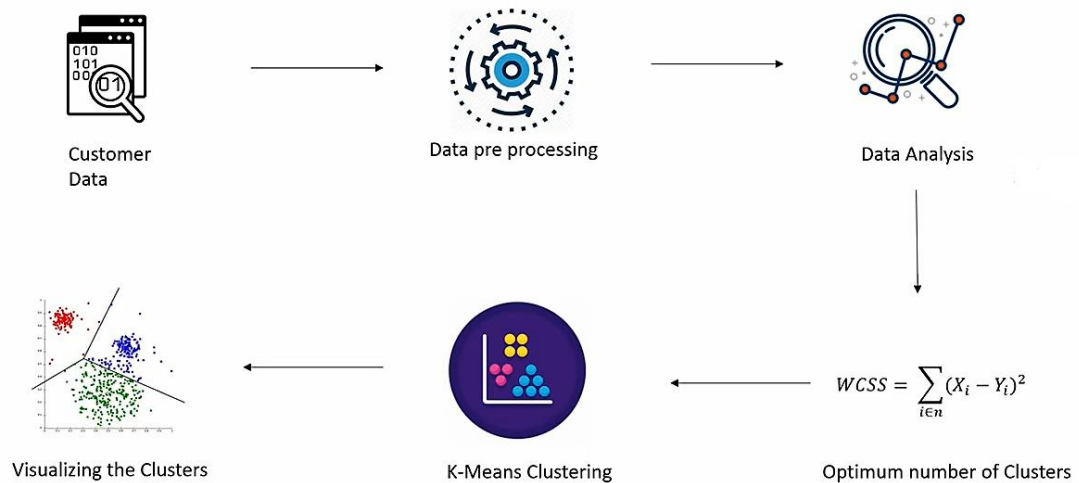 010
101
00
01
Customer
Data
Data pre processing
Data Analysis
WCSS = ∑(Xᵢ − Yᵢ)²
i∈n
Visualizing the Clusters
K-Means Clustering
Optimum number of Clusters